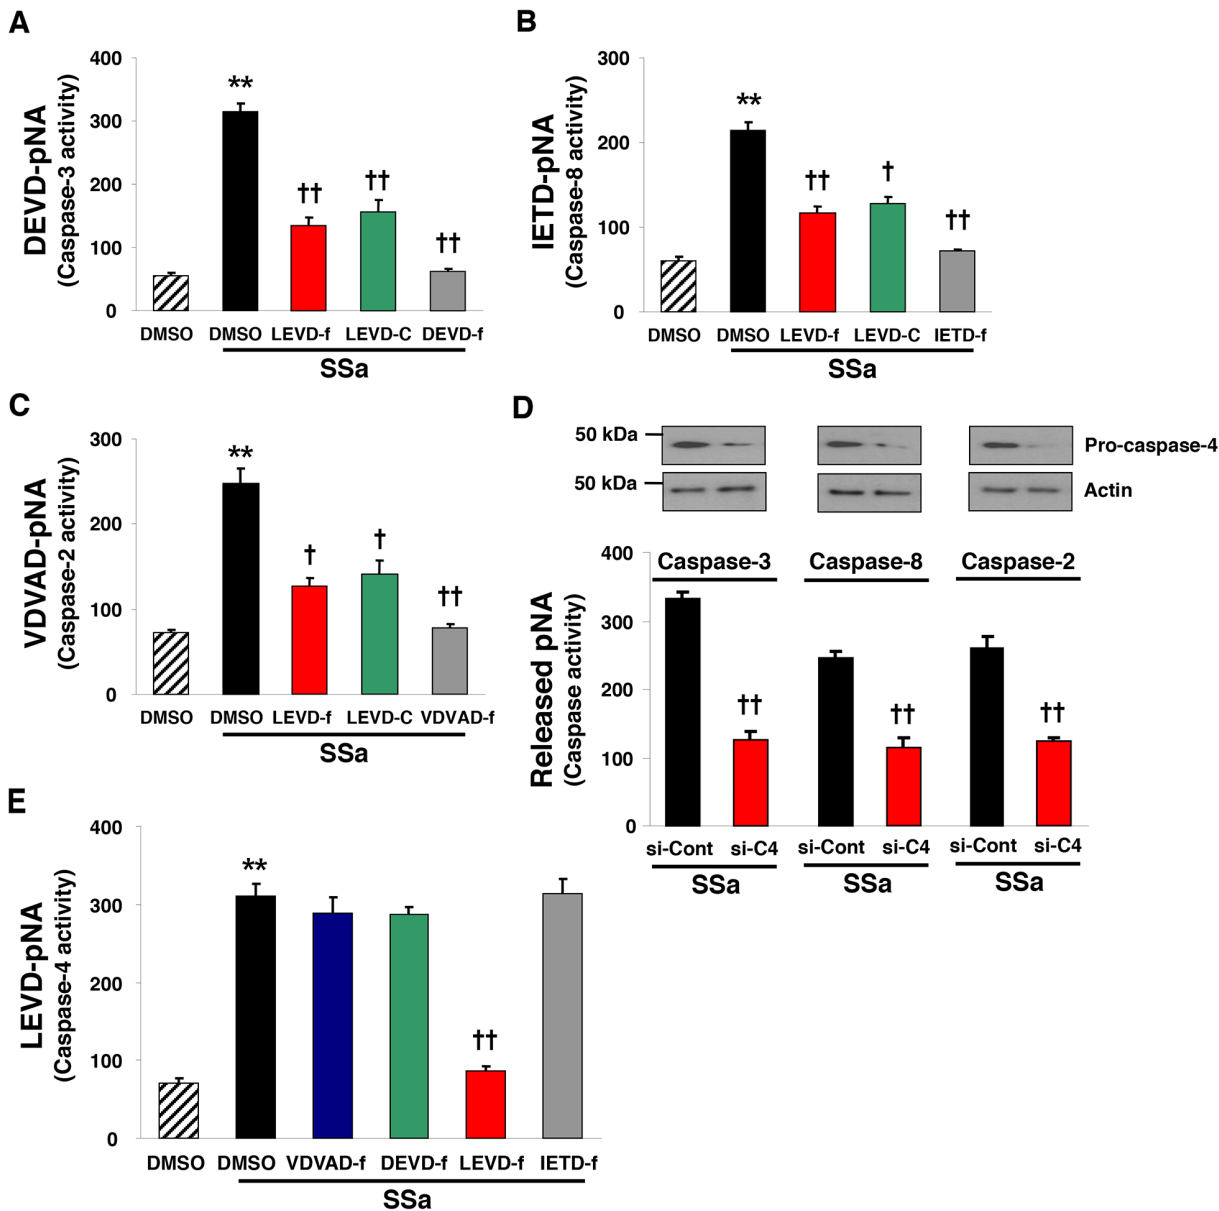 A
DEVD-pNA
(Caspase-3 activity)
400
300
200
100
0
**
††
††
††
DMSO DMSO LEVD-f LEVD-C DEVD-f
SSa
B
IETD-pNA
(Caspase-8 activity)
300
200
100
0
**
††
†
††
DMSO DMSO LEVD-f LEVD-C IETD-f
SSa
C
VDVAD-pNA
(Caspase-2 activity)
300
200
100
0
**
†
†
††
DMSO DMSO LEVD-f LEVD-C VDVAD-f
SSa
D
50 kDa
Pro-caspase-4
50 kDa
Actin
Released pNA
(Caspase activity)
400
300
200
100
0
Caspase-3 Caspase-8 Caspase-2
††
††
††
si-Cont si-C4 si-Cont si-C4 si-Cont si-C4
SSa SSa SSa
E
LEVD-pNA
(Caspase-4 activity)
400
300
200
100
0
**
††
DMSO DMSO VDVAD-f DEVD-f LEVD-f IETD-f
SSa